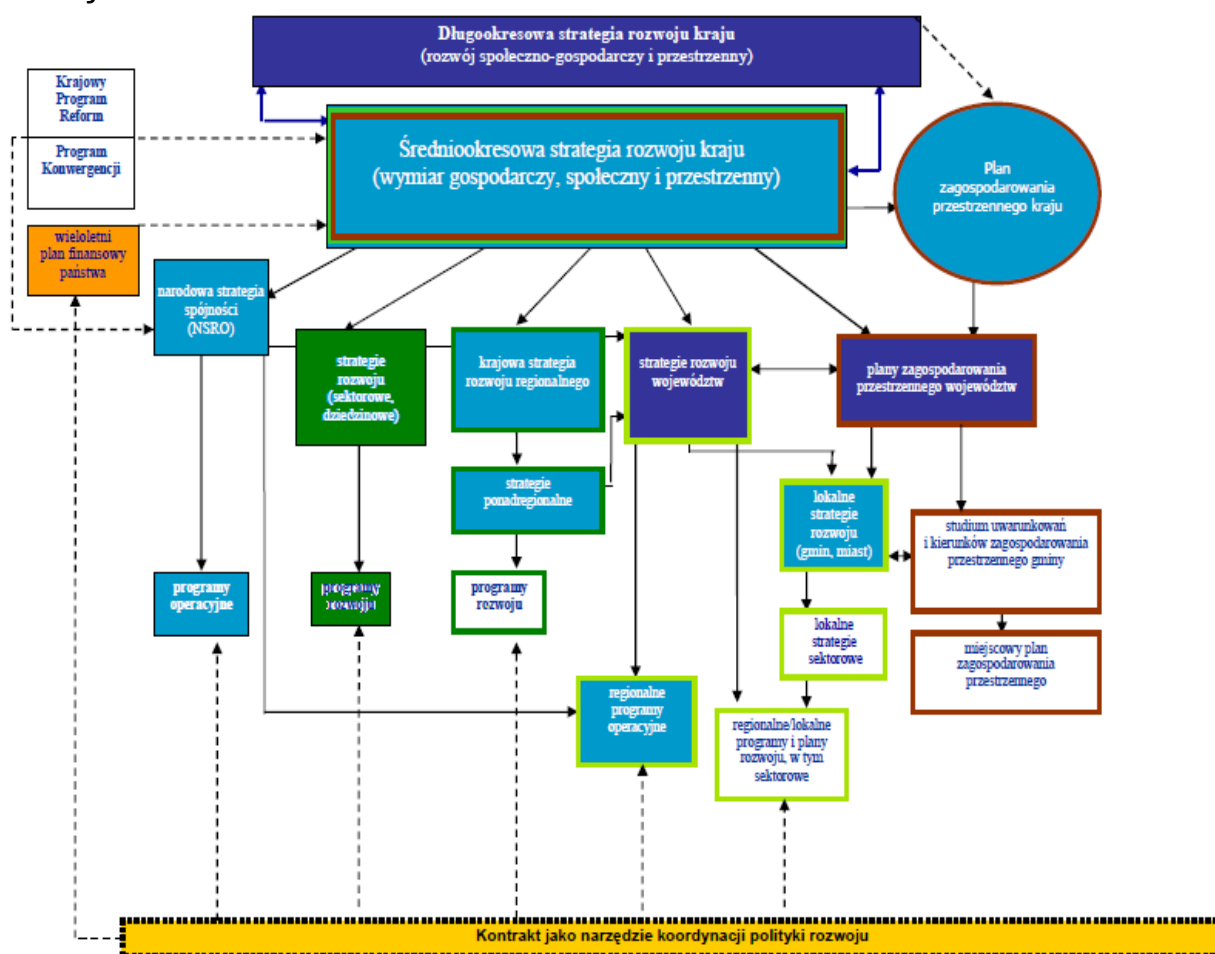 Długookresowa strategia rozwoju kraju
(rozwój społeczno-gospodarczy i przestrzenny)
Krajowy
Program
Reform
Program
Konwergencji
Średniookresowa strategia rozwoju kraju
(wymiar gospodarczy, społeczny i przestrzenny)
Plan
zagospodarowania
przestrzennego kraju
wieloletni
plan finansowy
państwa
narodowa strategia
spójności
(NSRO)
strategie
rozwoju
(sektorowe,
dziedzinowe)
krajowa strategia
rozwoju regionalnego
strategie rozwoju
województw
plany zagospodarowania
przestrzennego województw
strategie
ponadregionalne
lokalne
strategie
rozwoju
(gmin, miast)
studium uwarunkowań
i kierunków zagospodarowania
przestrzennego gminy
programy
operacyjne
programy
rozwoju
programy
rozwoju
lokalne
strategie
sektorowe
miejscowy plan
zagospodarowania
przestrzennego
regionalne
programy
operacyjne
regionalne/lokalne
programy i plany
rozwoju, w tym
sektorowe
Kontrakt jako narzędzie koordynacji polityki rozwoju